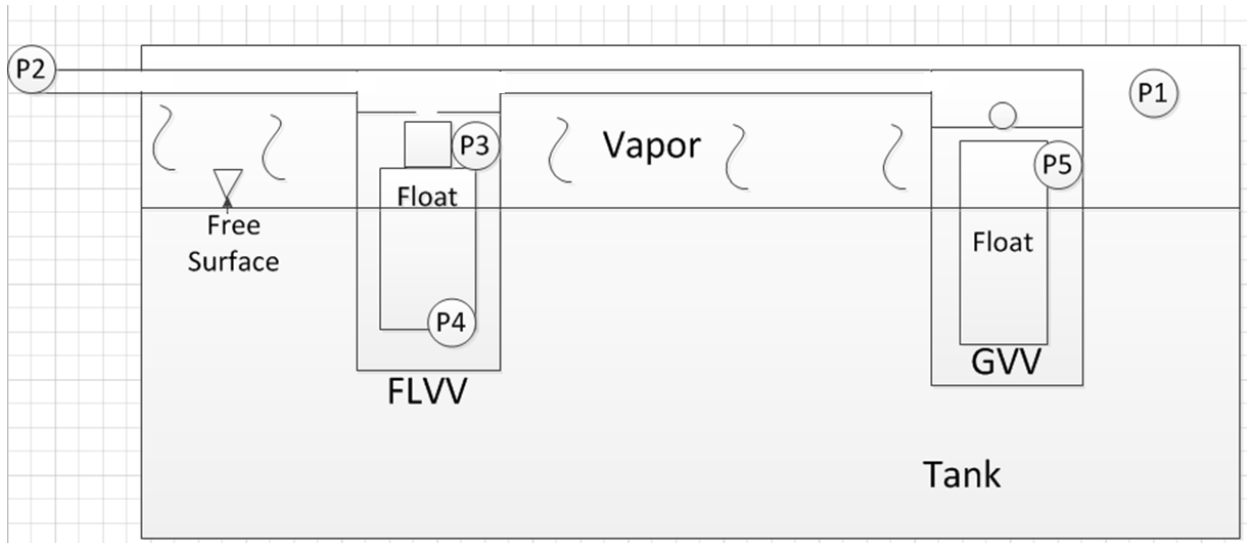 P2
P1
P3
Vapor
P5
Float
Free
Surface
Float
P4
GVV
FLVV
Tank